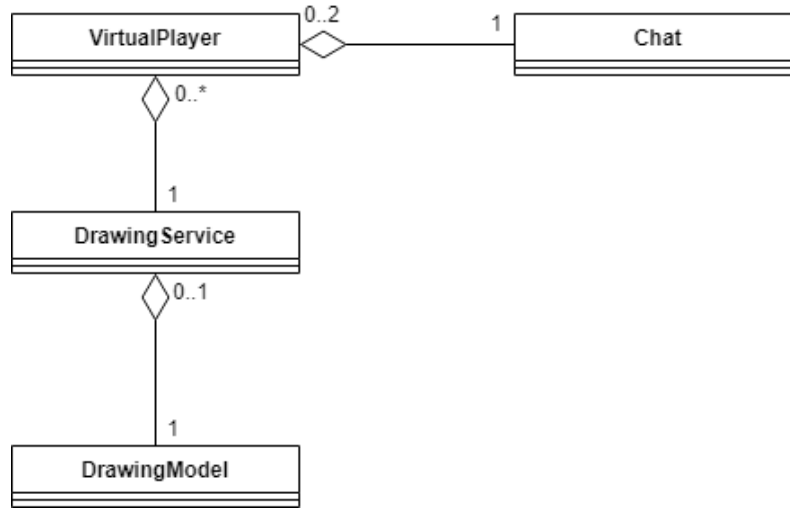 VirtualPlayer
0..2
1
Chat
0..*
1
DrawingService
0..1
1
DrawingModel